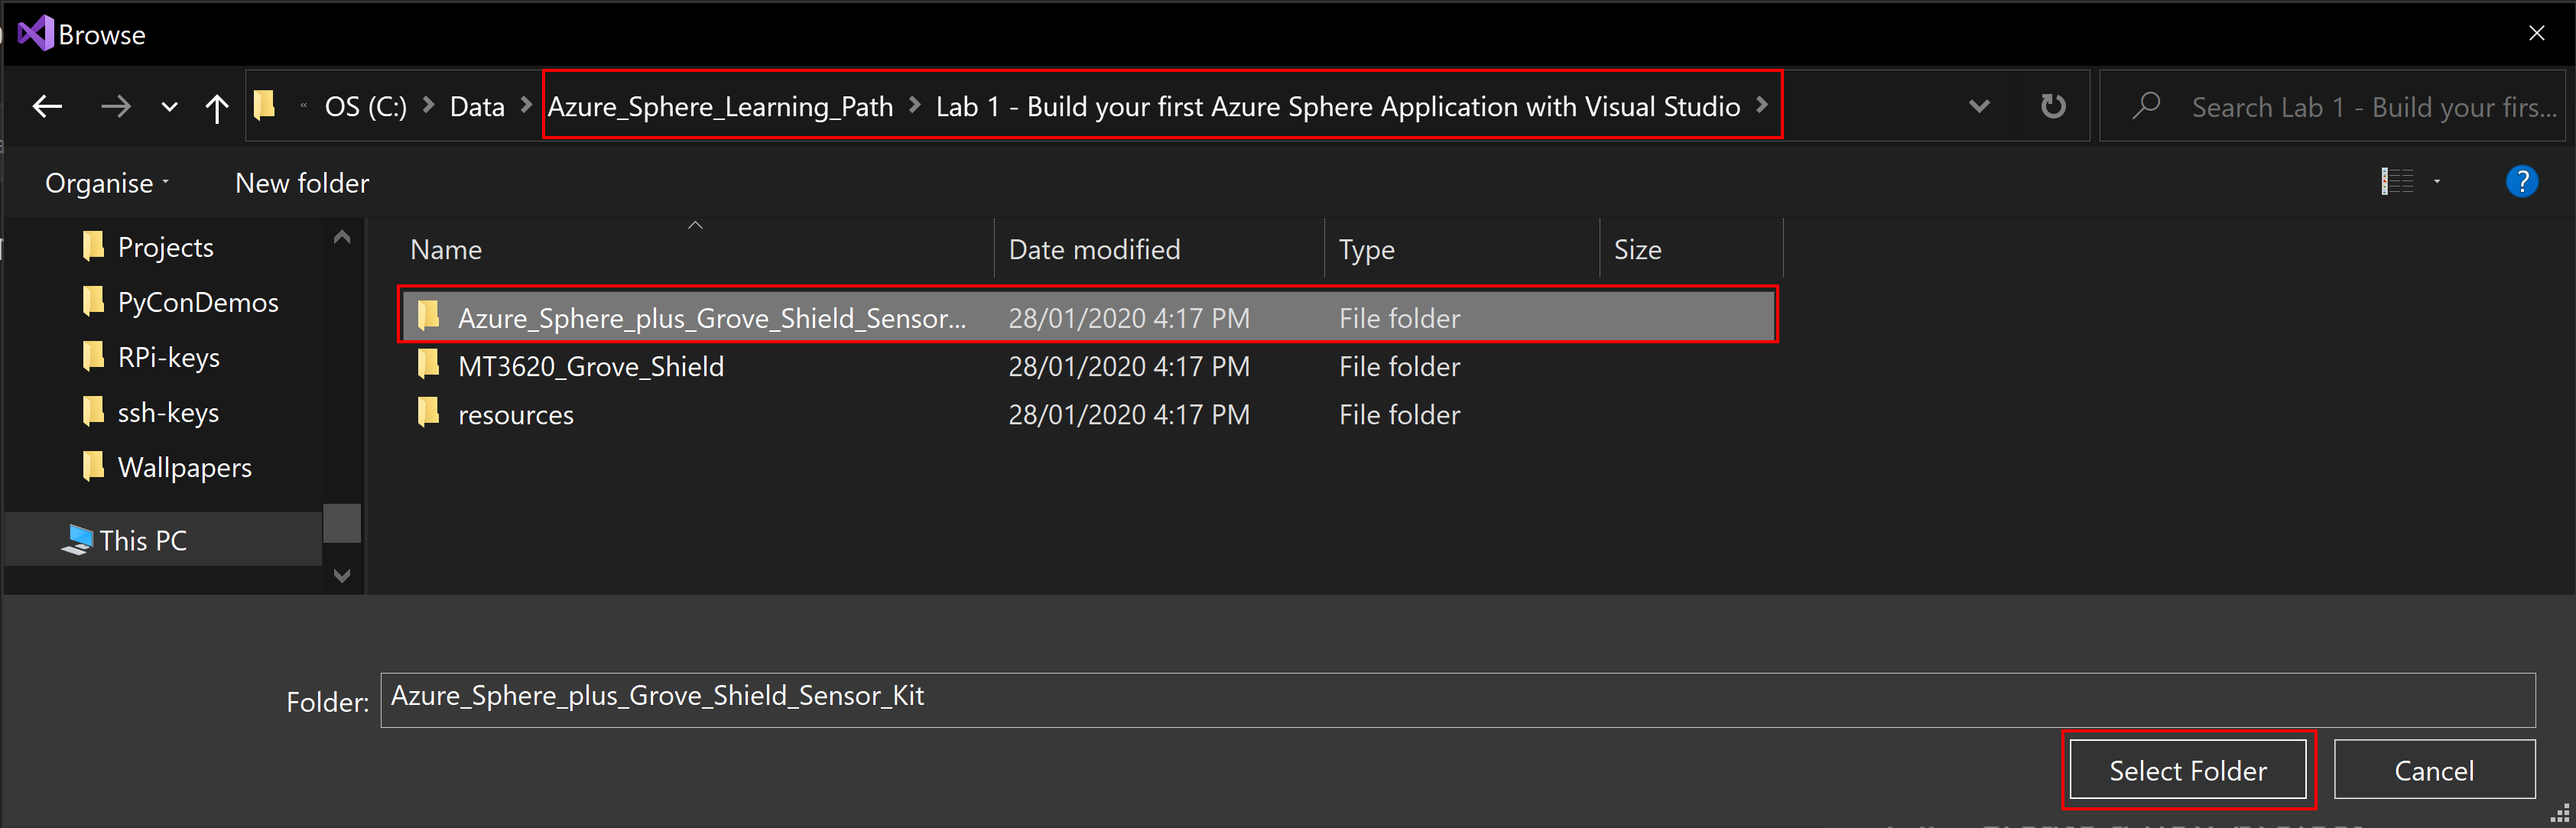 Browse
« OS (C:) > Data > Azure_Sphere_Learning_Path > Lab 1 - Build your first Azure Sphere Application with Visual Studio >
Search Lab 1 - Build your firs...
Organise
New folder
?
Projects
PyConDemos
RPi-keys
ssh-keys
Wallpapers
This PC
Name Date modified Type Size
Azure_Sphere_plus_Grove_Shield_Sensor... 28/01/2020 4:17 PM File folder
MT3620_Grove_Shield 28/01/2020 4:17 PM File folder
resources 28/01/2020 4:17 PM File folder
Folder: Azure_Sphere_plus_Grove_Shield_Sensor_Kit
Select Folder
Cancel